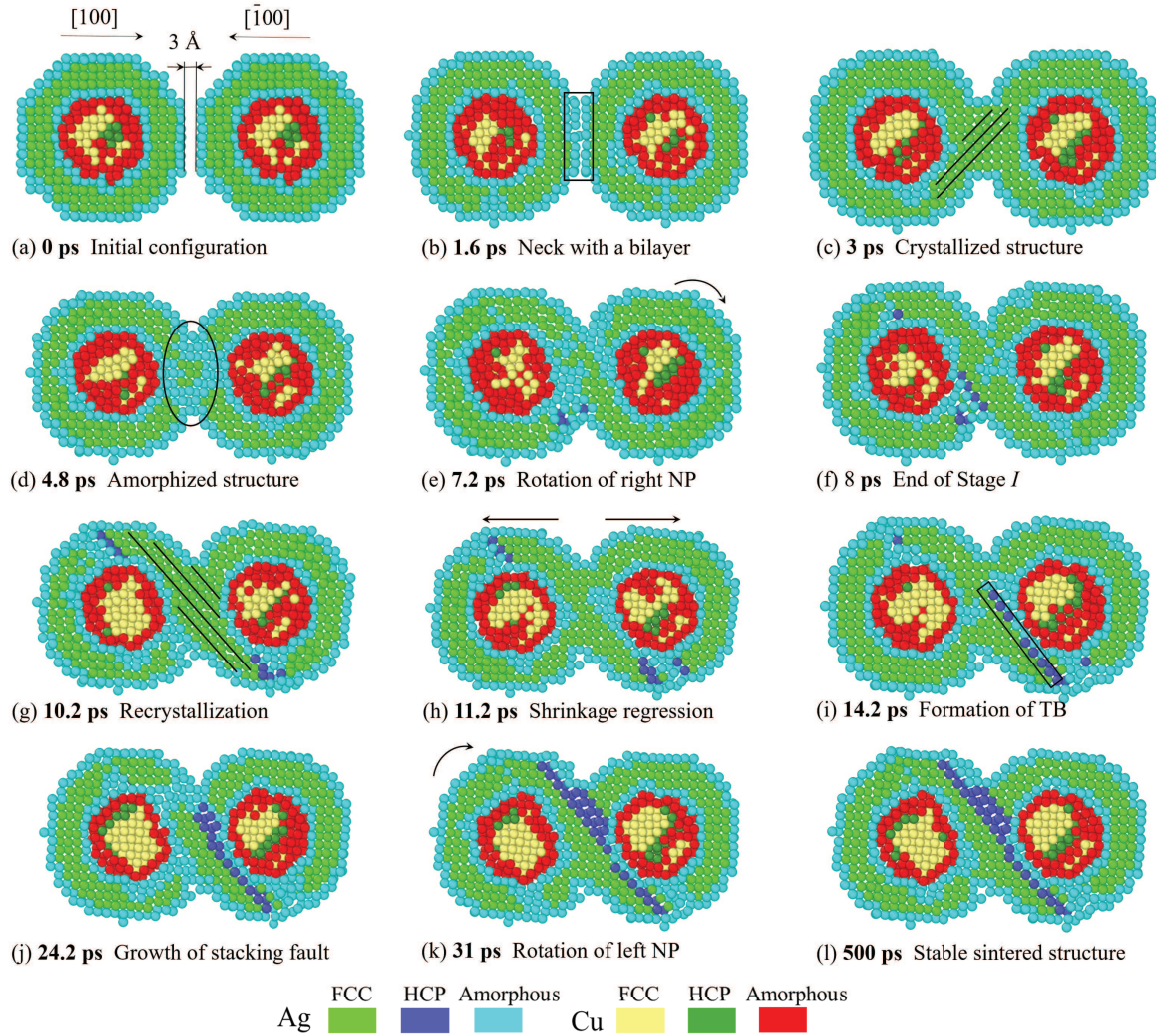 [100] [1̄00]
3 Å
(a) 0 ps Initial configuration
(b) 1.6 ps Neck with a bilayer
(c) 3 ps Crystallized structure
(d) 4.8 ps Amorphized structure
(e) 7.2 ps Rotation of right NP
(f) 8 ps End of Stage I
(g) 10.2 ps Recrystallization
(h) 11.2 ps Shrinkage regression
(i) 14.2 ps Formation of TB
(j) 24.2 ps Growth of stacking fault
(k) 31 ps Rotation of left NP
(l) 500 ps Stable sintered structure
FCC HCP Amorphous FCC HCP Amorphous
Ag Cu